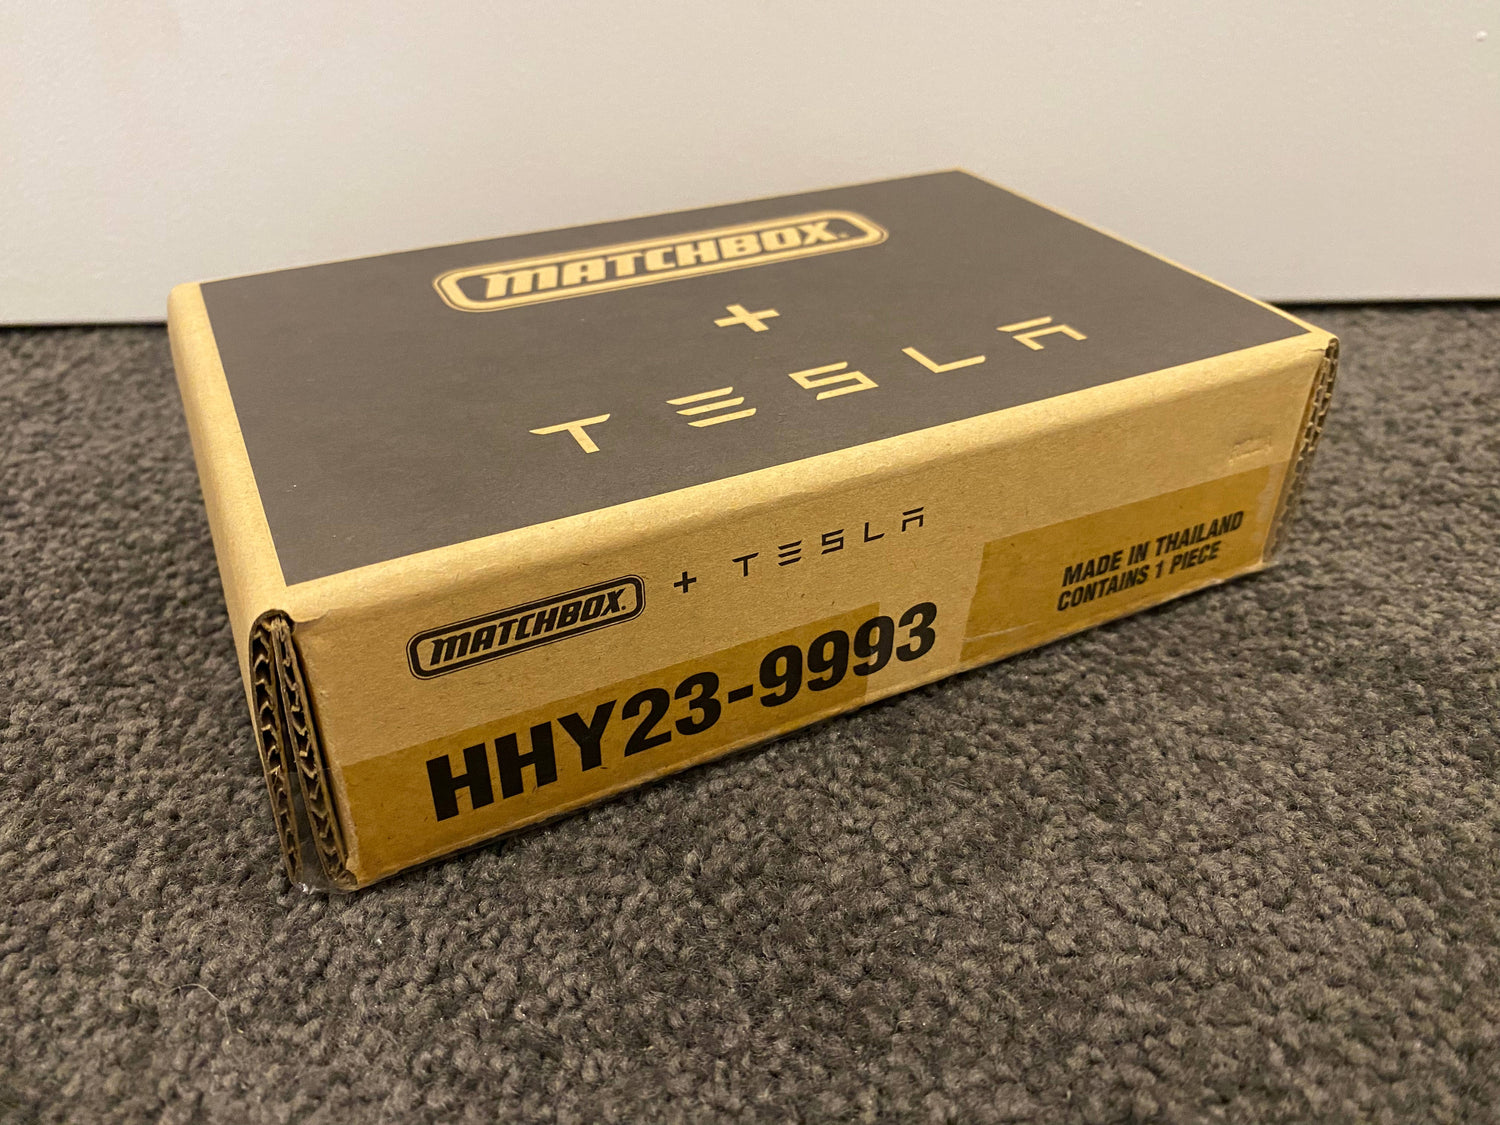 MATCHBOX.
+
TESLA
MATCHBOX. + TESLA
HHY23-9993
MADE IN THAILAND
CONTAINS 1 PIECE